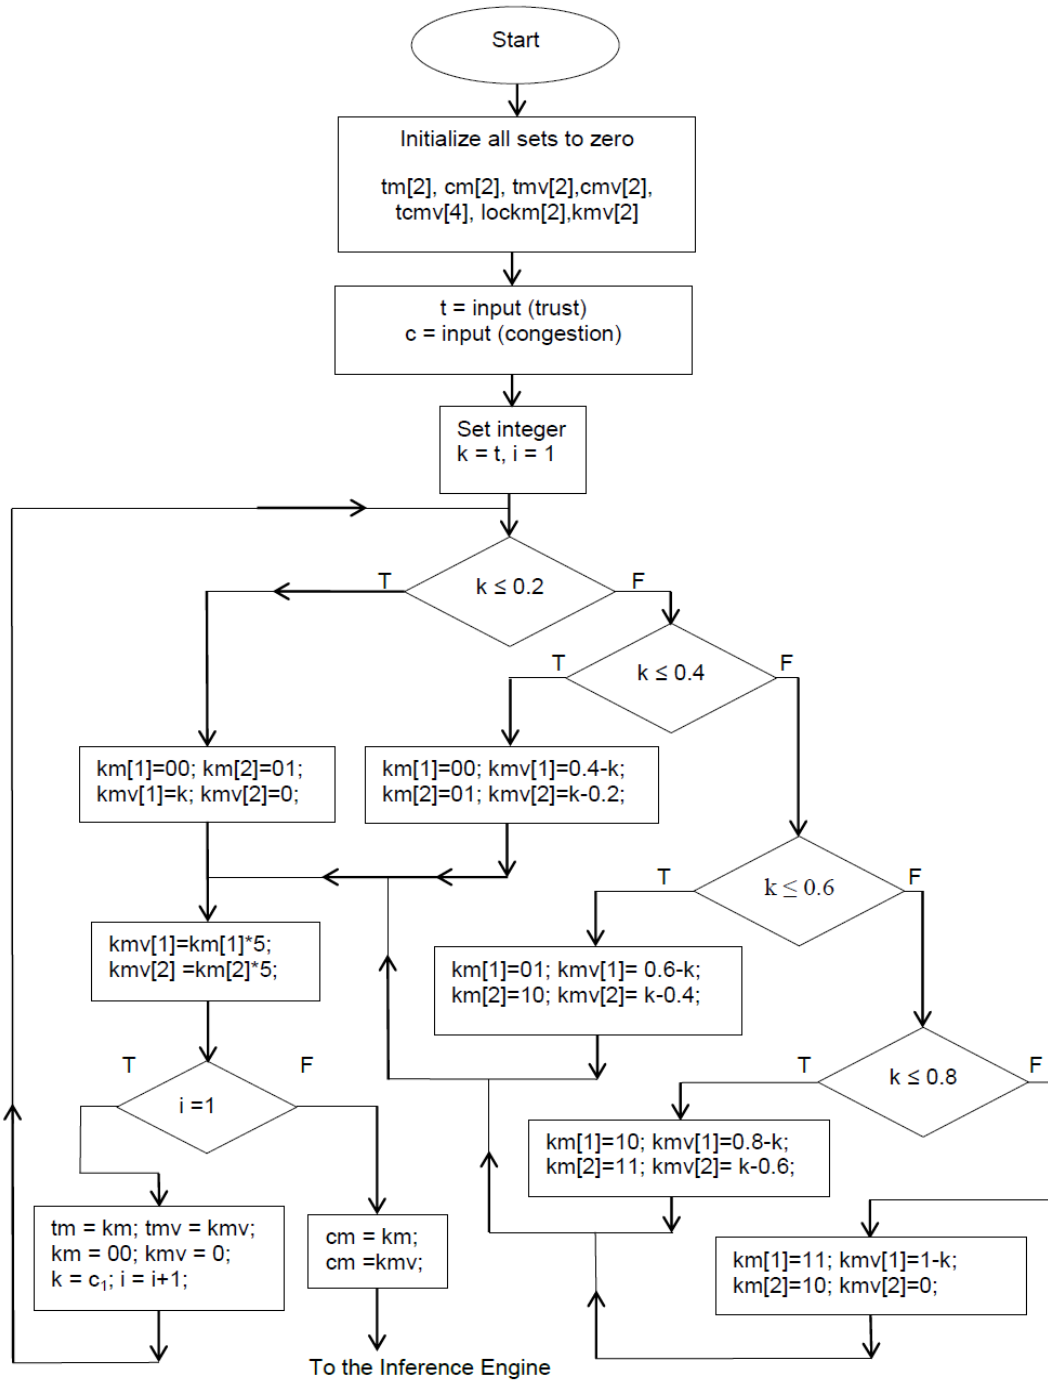 Start
Initialize all sets to zero
tm[2], cm[2], tmv[2],cmv[2],
tcmv[4], lockm[2],kmv[2]
t = input (trust)
c = input (congestion)
Set integer
k = t, i = 1
k ≤ 0.2
T
F
k ≤ 0.4
T
F
km[1]=00; km[2]=01;
kmv[1]=k; kmv[2]=0;
km[1]=00; kmv[1]=0.4-k;
km[2]=01; kmv[2]=k-0.2;
k ≤ 0.6
T
F
kmv[1]=km[1]*5;
kmv[2] =km[2]*5;
km[1]=01; kmv[1]= 0.6-k;
km[2]=10; kmv[2]= k-0.4;
k ≤ 0.8
T
F
i =1
T
F
km[1]=10; kmv[1]=0.8-k;
km[2]=11; kmv[2]= k-0.6;
tm = km; tmv = kmv;
km = 00; kmv = 0;
k = c₁; i = i+1;
cm = km;
cm =kmv;
km[1]=11; kmv[1]=1-k;
km[2]=10; kmv[2]=0;
To the Inference Engine